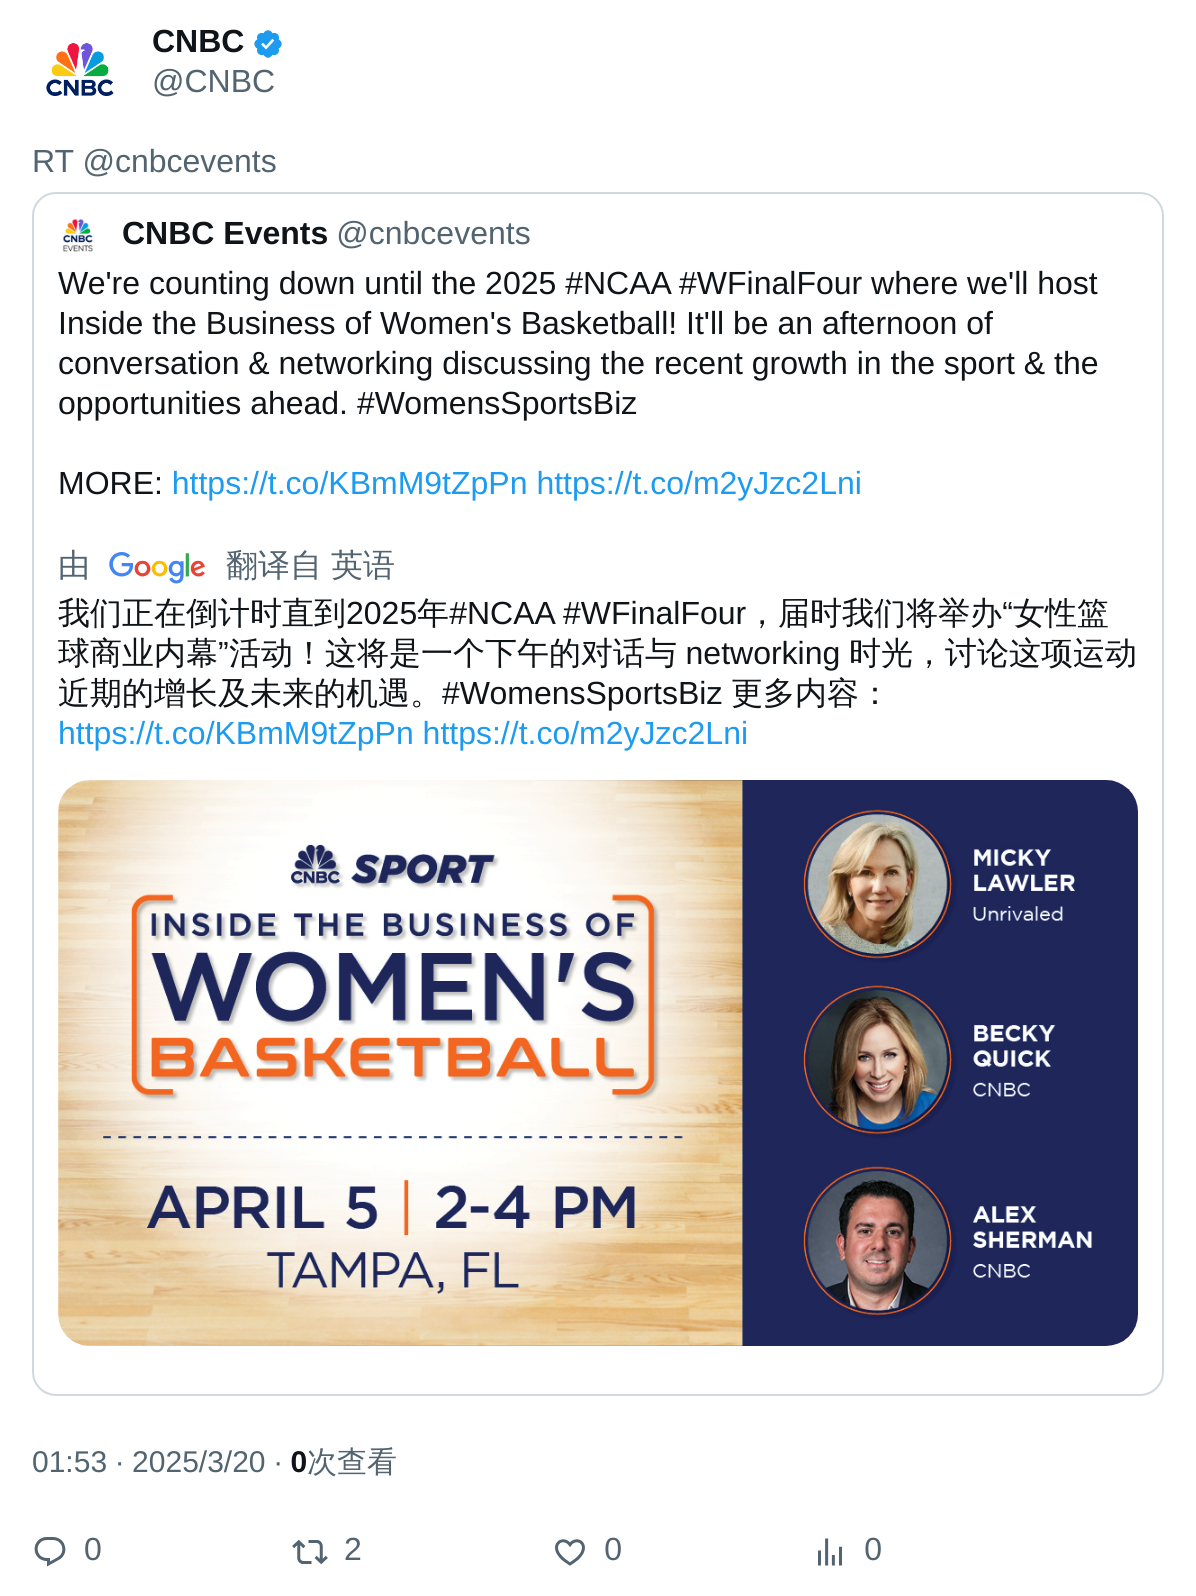 CNBC
@CNBC
CNBC
RT @cnbcevents
CNBC Events @cnbcevents
CNBC
EVENTS
We're counting down until the 2025 #NCAA #WFinalFour where we'll host
Inside the Business of Women's Basketball! It'll be an afternoon of
conversation & networking discussing the recent growth in the sport & the
opportunities ahead. #WomensSportsBiz
MORE: https://t.co/KBmM9tZpPn https://t.co/m2yJzc2Lni
由 Google 翻译自 英语
我们正在倒计时直到2025年#NCAA #WFinalFour，届时我们将举办“女性篮
球商业内幕”活动！这将是一个下午的对话与 networking 时光，讨论这项运动
近期的增长及未来的机遇。#WomensSportsBiz 更多内容：
https://t.co/KBmM9tZpPn https://t.co/m2yJzc2Lni
CNBC SPORT
INSIDE THE BUSINESS OF
WOMEN'S
BASKETBALL
APRIL 5 | 2-4 PM
TAMPA, FL
MICKY
LAWLER
Unrivaled
BECKY
QUICK
CNBC
ALEX
SHERMAN
CNBC
01:53 · 2025/3/20 · 0次查看
0 2 0 0